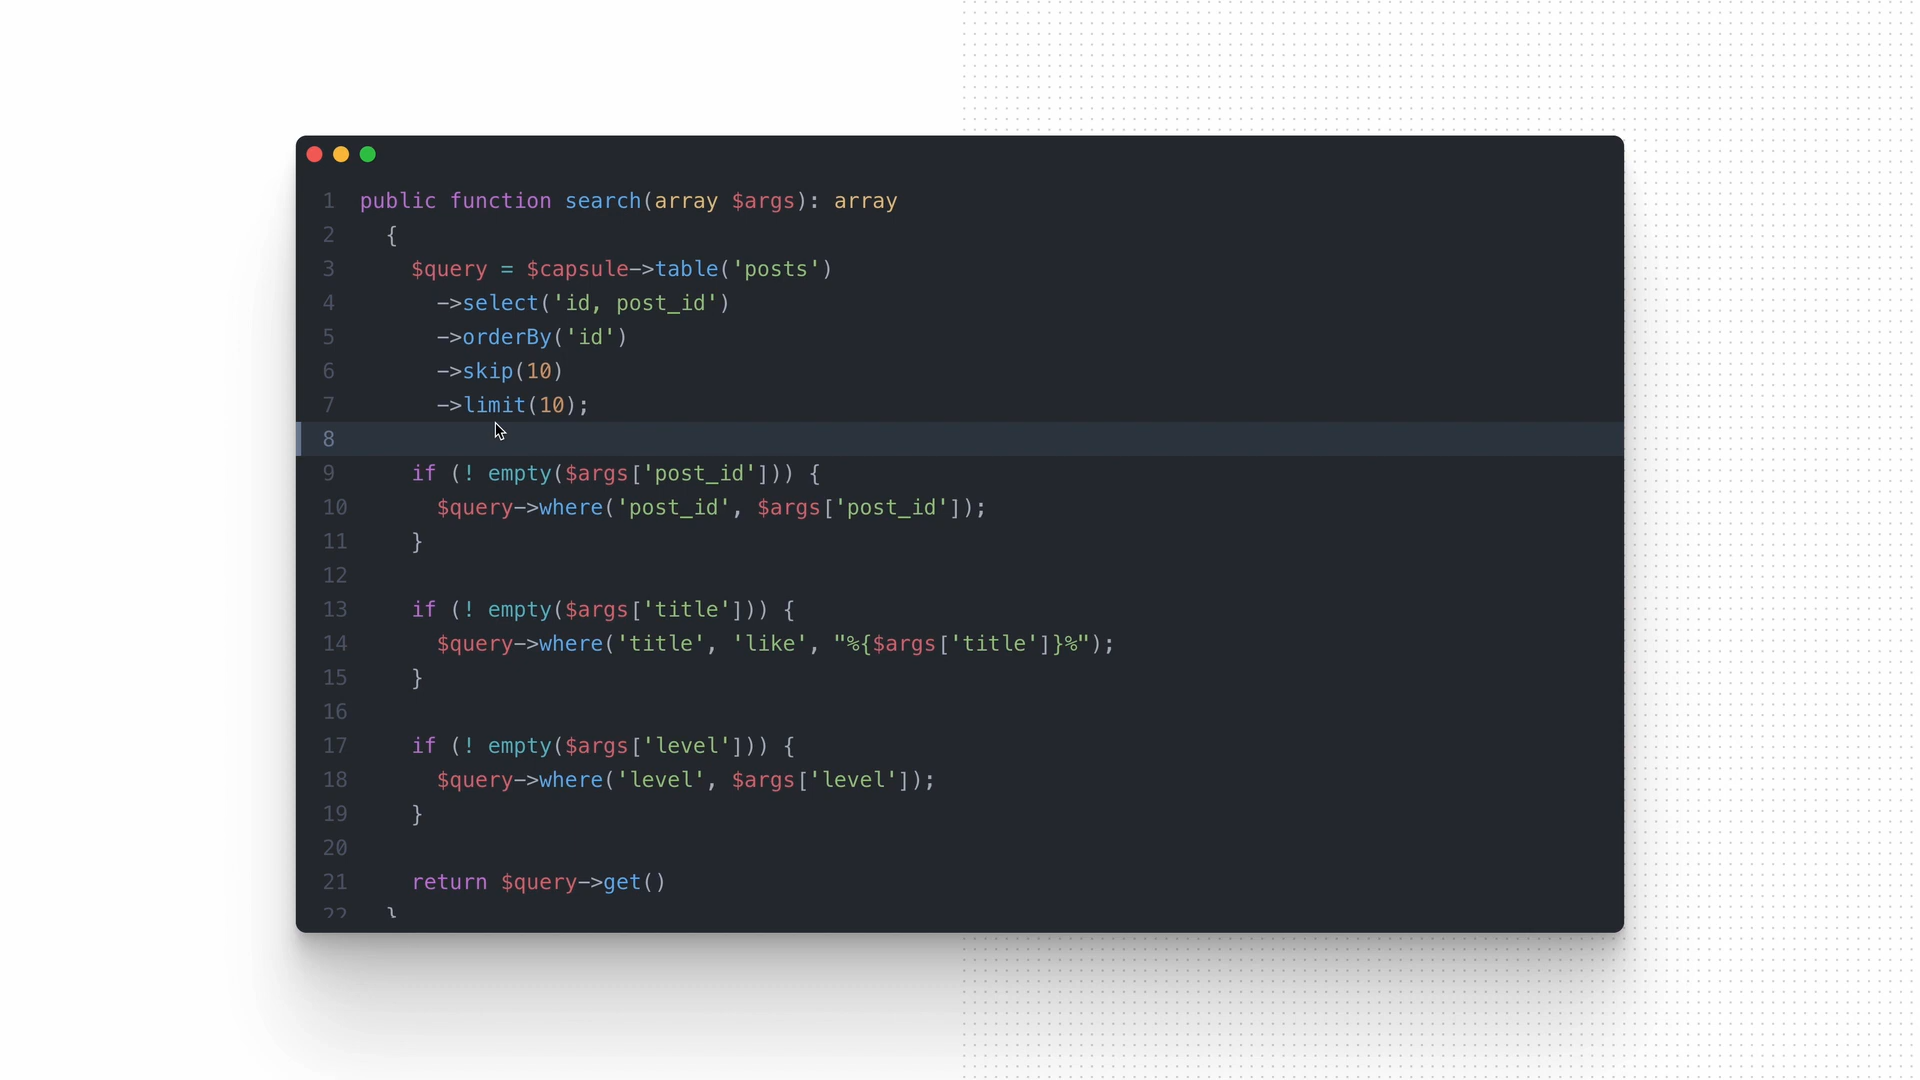 1 public function search(array $args): array
2 {
3 $query = $capsule->table('posts')
4 ->select('id, post_id')
5 ->orderBy('id')
6 ->skip(10)
7 ->limit(10);
8
9 if (! empty($args['post_id'])) {
10 $query->where('post_id', $args['post_id']);
11 }
12
13 if (! empty($args['title'])) {
14 $query->where('title', 'like', "%{$args['title']}%");
15 }
16
17 if (! empty($args['level'])) {
18 $query->where('level', $args['level']);
19 }
20
21 return $query->get()
22 }